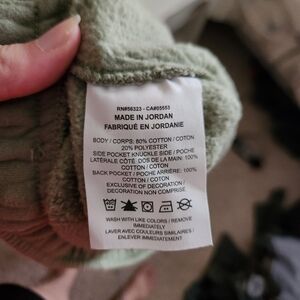 RN#56323 - CA#05553
MADE IN JORDAN
FABRIQUÉ EN JORDANIE
BODY / CORPS: 80% COTTON / COTON
20% POLYESTER
SIDE POCKET KNUCKLE SIDE / POCHE
LATÉRALE CÔTÉ DOS DE LA MAIN: 100%
COTTON / COTON
BACK POCKET / POCHE ARRIÈRE: 100%
COTTON / COTON
EXCLUSIVE OF DECORATION /
DÉCORATION NON COMPRISE
WASH WITH LIKE COLORS / REMOVE
IMMEDIATELY
LAVER AVEC COULEURS SIMILAIRES /
ENLEVER IMMÉDIATEMENT